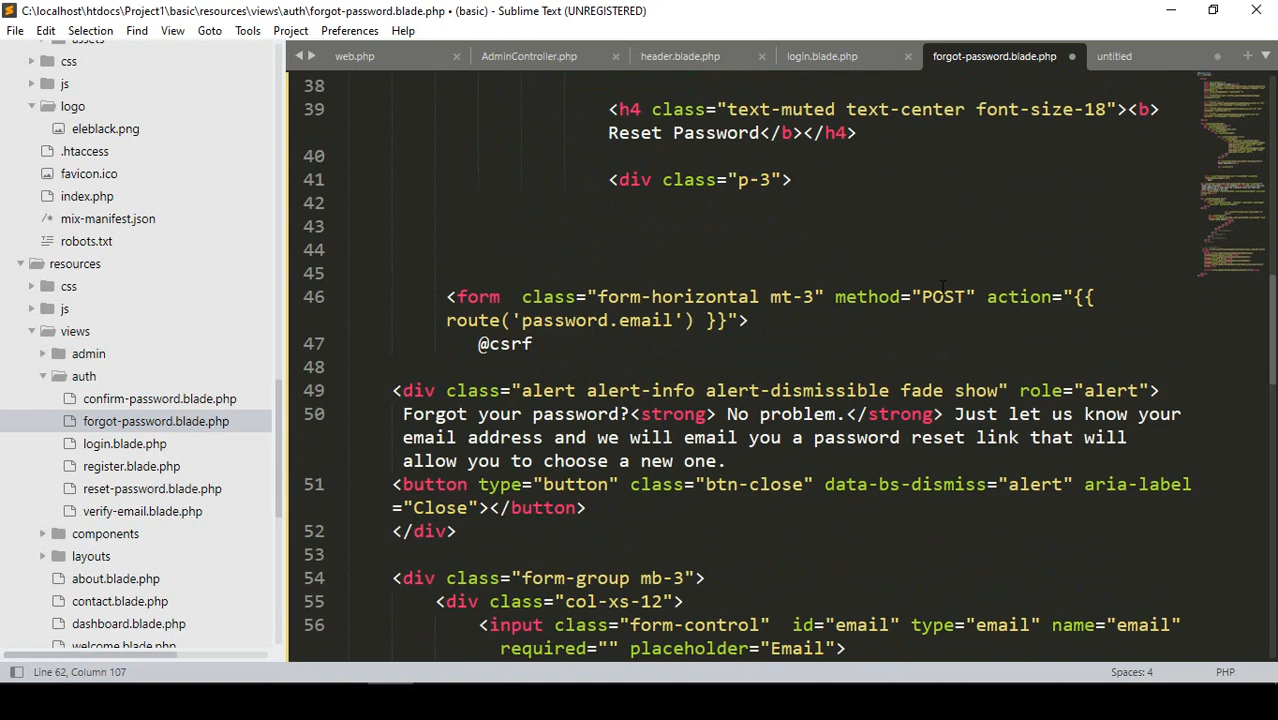 C:\localhost\htdocs\Project1\basic\resources\views\auth\forgot-password.blade.php • (basic) - Sublime Text (UNREGISTERED)
File Edit Selection Find View Goto Tools Project Preferences Help
assets
css
js
logo
eleblack.png
.htaccess
favicon.ico
index.php
mix-manifest.json
robots.txt
resources
css
js
views
admin
auth
confirm-password.blade.php
forgot-password.blade.php
login.blade.php
register.blade.php
reset-password.blade.php
verify-email.blade.php
components
layouts
about.blade.php
contact.blade.php
dashboard.blade.php
welcome.blade.php
web.php AdminController.php header.blade.php login.blade.php forgot-password.blade.php untitled
38
39 <h4 class="text-muted text-center font-size-18"><b>
Reset Password</b></h4>
40
41 <div class="p-3">
42
43
44
45
46 <form  class="form-horizontal mt-3" method="POST" action="{{
route('password.email') }}">
47 @csrf
48
49 <div class="alert alert-info alert-dismissible fade show" role="alert">
50 Forgot your password?<strong> No problem.</strong> Just let us know your
email address and we will email you a password reset link that will
allow you to choose a new one.
51 <button type="button" class="btn-close" data-bs-dismiss="alert" aria-label
="Close"></button>
52 </div>
53
54 <div class="form-group mb-3">
55 <div class="col-xs-12">
56 <input class="form-control"  id="email" type="email" name="email"
required="" placeholder="Email">
Line 62, Column 107 Spaces: 4 PHP